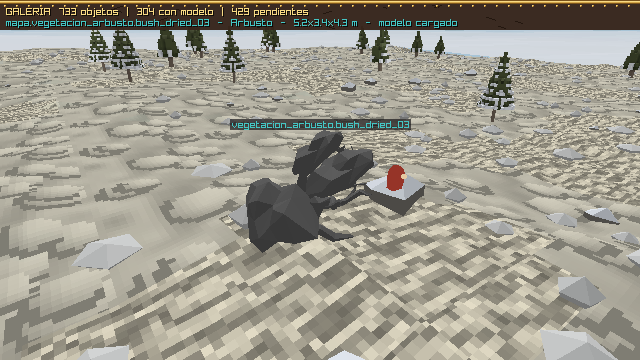 GALERIA 733 objetos | 304 con modelo | 429 pendientes
mapa.vegetacion_arbusto.bush_dried_03 - Arbusto - 5.2x3.4x4.3 m - modelo cargado
vegetacion_arbusto.bush_dried_03